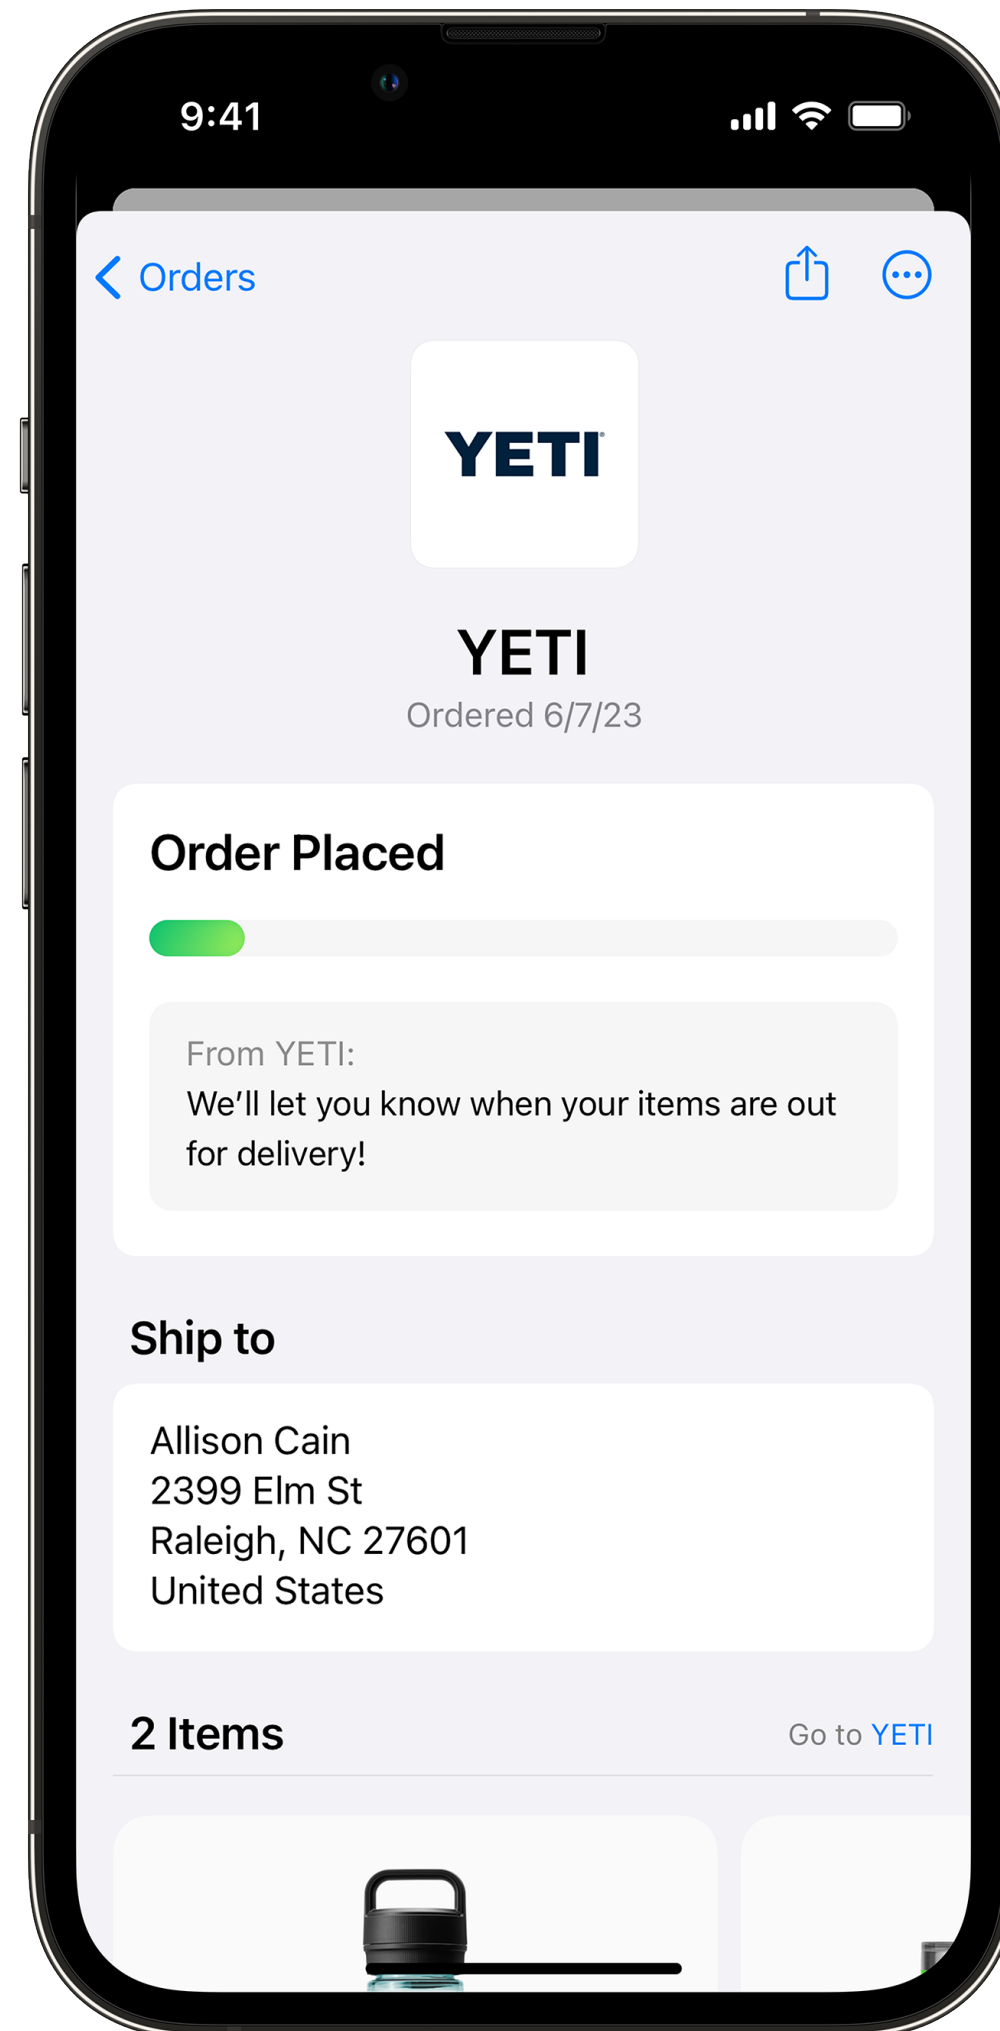 9:41
Orders
YETI
YETI
Ordered 6/7/23
Order Placed
From YETI:
We’ll let you know when your items are out
for delivery!
Ship to
Allison Cain
2399 Elm St
Raleigh, NC 27601
United States
2 Items
Go to YETI